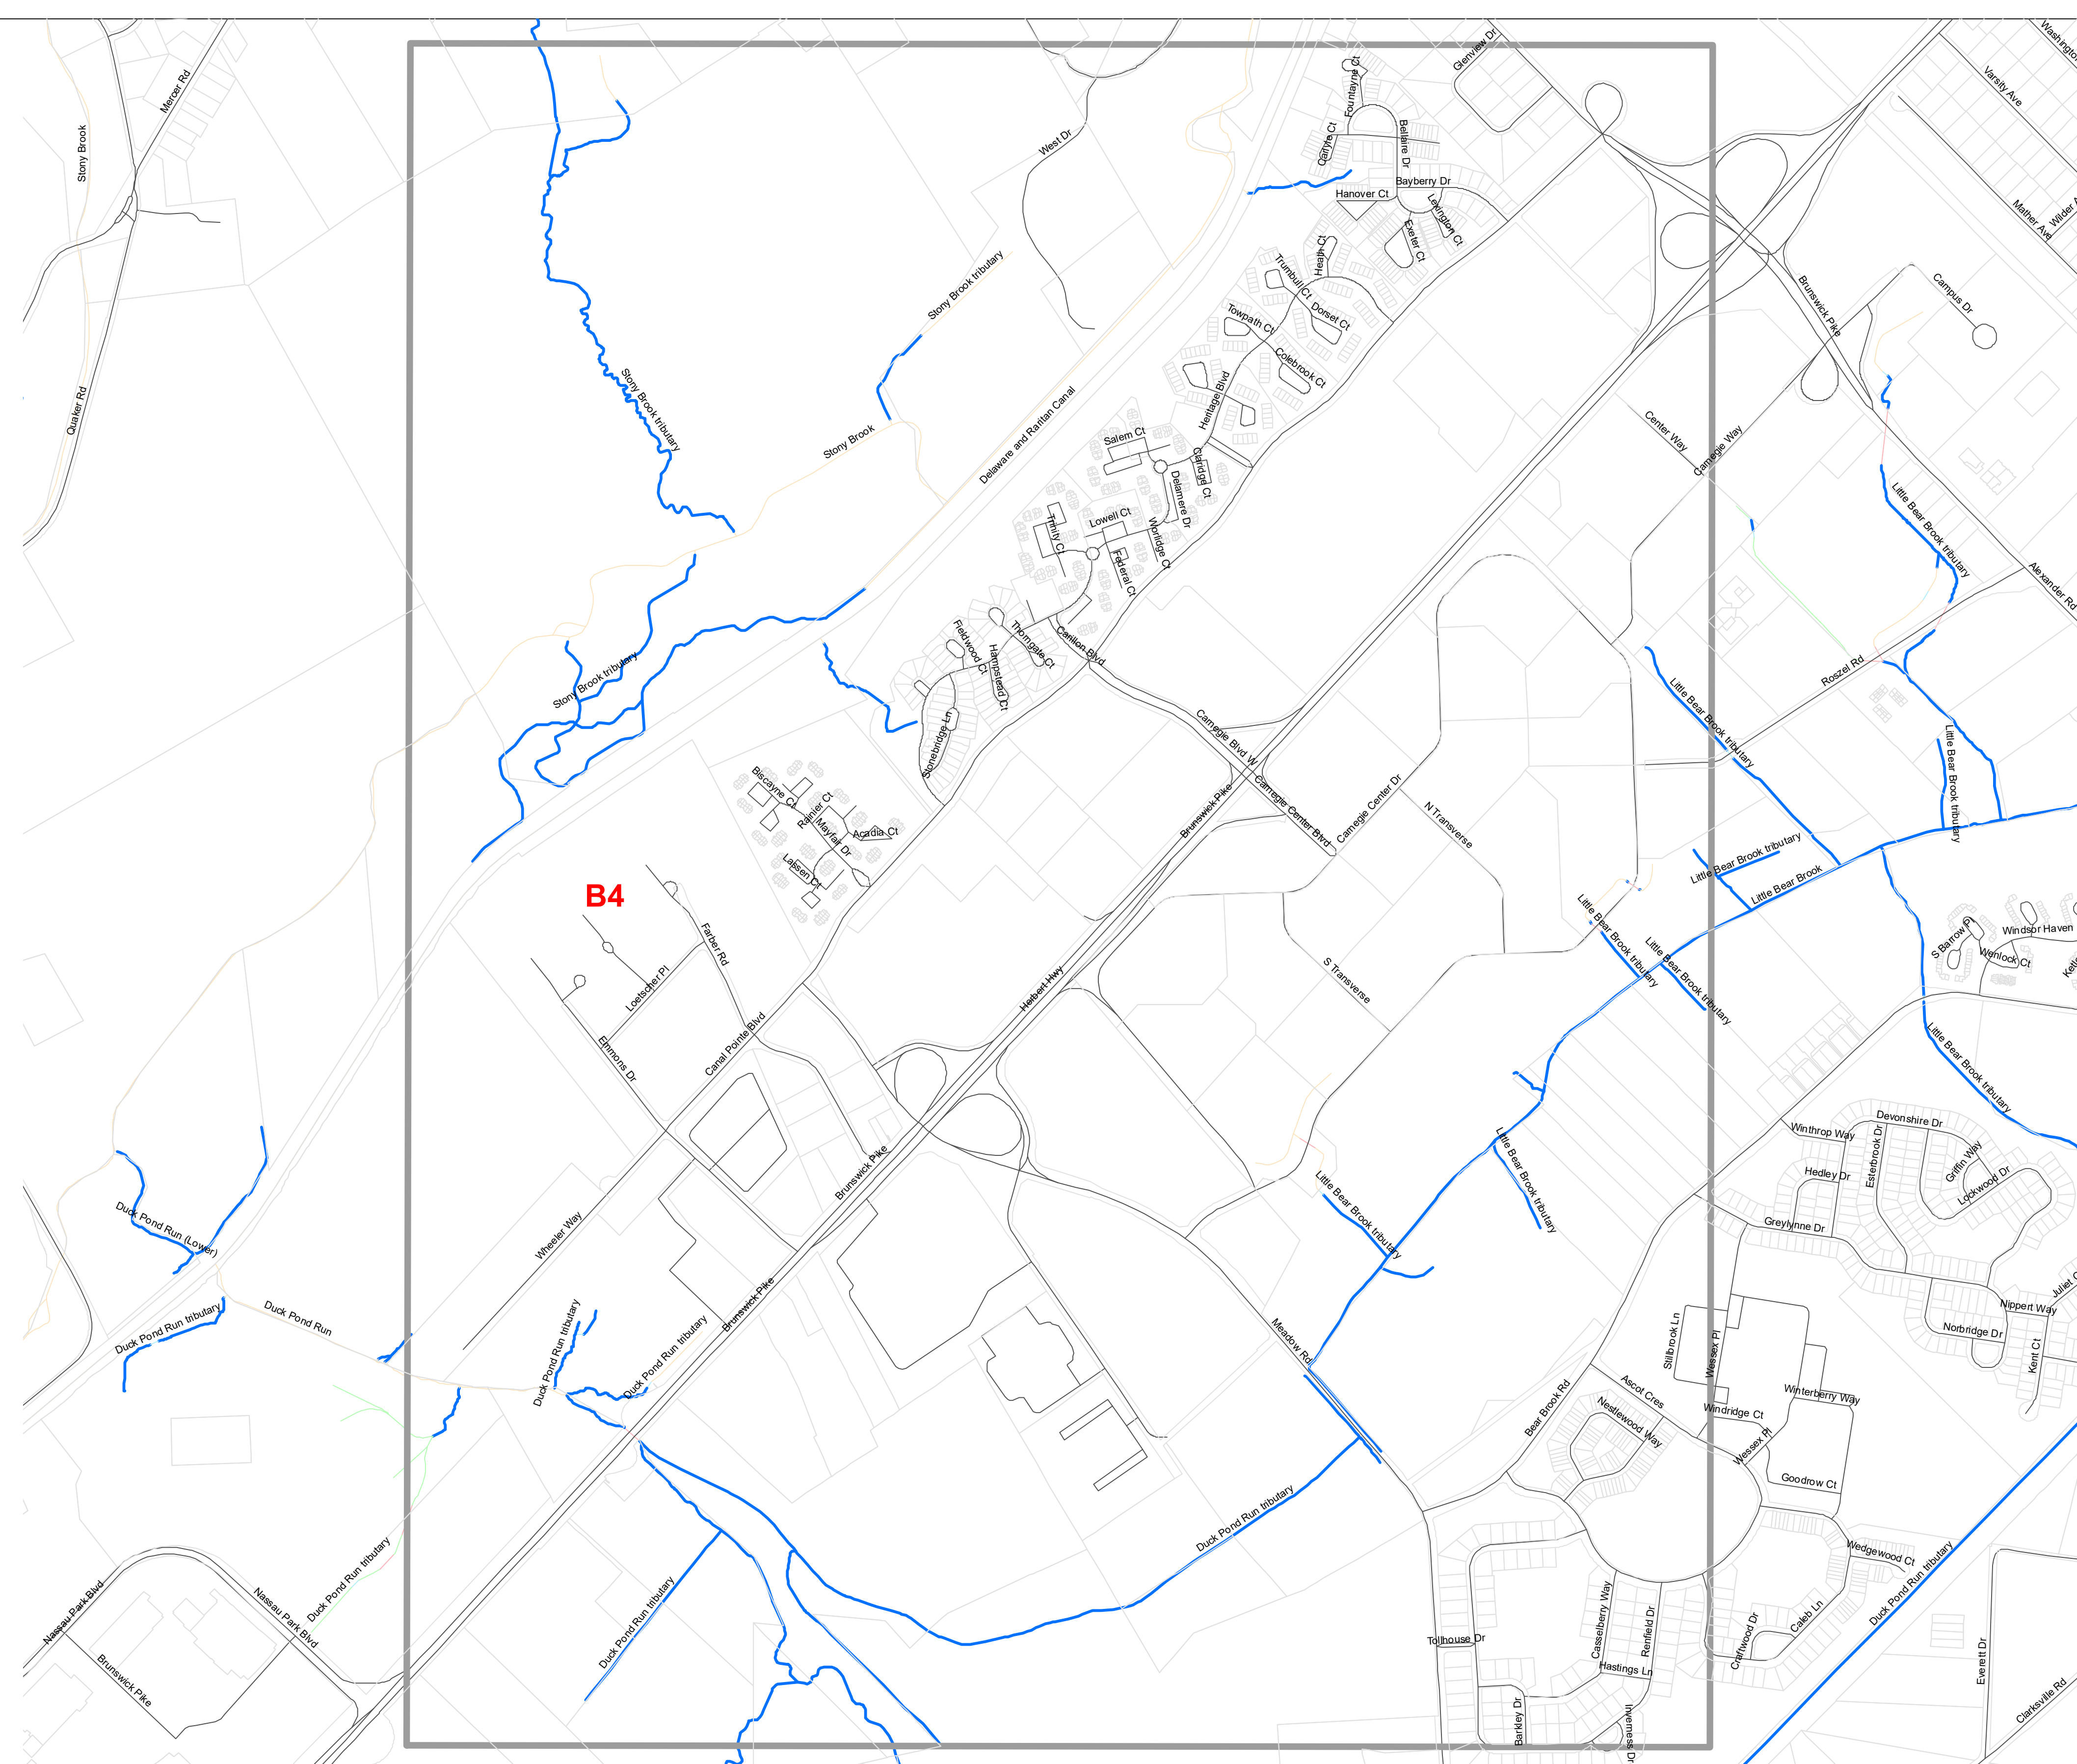 Washingto
Glenview Dr
Mercer Rd
Fountayne Ct
Varsity Ave
Stony Brook
West Dr
Carlyle Ct
Bellaire Dr
Bayberry Dr
Hanover Ct
Lexington Ct
Mather Ave
Wilder A
Exeter Ct
Heath Ct
Stony Brook tributary
Trumbull Ct
Brunswick Pike
Campus Dr
Towpath Ct
Dorset Ct
Colebrook Ct
Quaker Rd
Stony Brook tributary
Heritage Blvd
Stony Brook
Delaware and Raritan Canal
Salem Ct
Claridge Ct
Center Way
Carnegie Way
Delamere Dr
Little Bear Brook tributary
Lowell Ct
Trinity Ct
Worlidge Ct
Federal Ct
Alexander Rd
Fieldwood Ct
Thorngate Ct
Carillon Blvd
Hampstead Ct
Stony Brook tributary
Roszel Rd
Little Bear Brook tributary
Stonebridge Ln
Carnegie Blvd W
Little Bear Brook tributary
Biscayne Ct
Rainier Ct
Mayfair Dr
Acadia Ct
Brunswick Pike
Carnegie Center Blvd
Carnegie Center Dr
N Transverse
Lassen Ct
B4
Little Bear Brook tributary
Little Bear Brook
Little Bear Brook tributary
Little Bear Brook tributary
Farber Rd
Loetscher Pl
Herbert Hwy
S Transverse
S Barrow Pl
Windsor Haven
Wenlock Ct
Emmons Dr
Canal Pointe Blvd
Little Bear Brook tributary
Little Bear Brook tributary
Winthrop Way
Devonshire Dr
Esterbrook Dr
Griffin Way
Hedley Dr
Lockwood Dr
Brunswick Pike
Little Bear Brook tributary
Greylynne Dr
Duck Pond Run (Lower)
Wheeler Way
Duck Pond Run
Duck Pond Run tributary
Duck Pond Run tributary
Duck Pond Run tributary
Brunswick Pike
Meadow Rd
Stillbrook Ln
Wessex Pl
Juliet C
Nippert Way
Norbridge Dr
Kent Ct
Bear Brook Rd
Ascot Cres
Nestlewood Way
Winterberry Way
Windridge Ct
Wessex Pl
Goodrow Ct
Duck Pond Run tributary
Wedgewood Ct
Duck Pond Run tributary
Duck Pond Run tributary
Nassau Park Blvd
Nassau Park Blvd
Duck Pond Run tributary
Brunswick Pike
Tollhouse Dr
Casselberry Way
Renfield Dr
Hastings Ln
Craftwood Dr
Caleb Ln
Everett Dr
Clarksville Rd
Barkley Dr
Inverness Dr